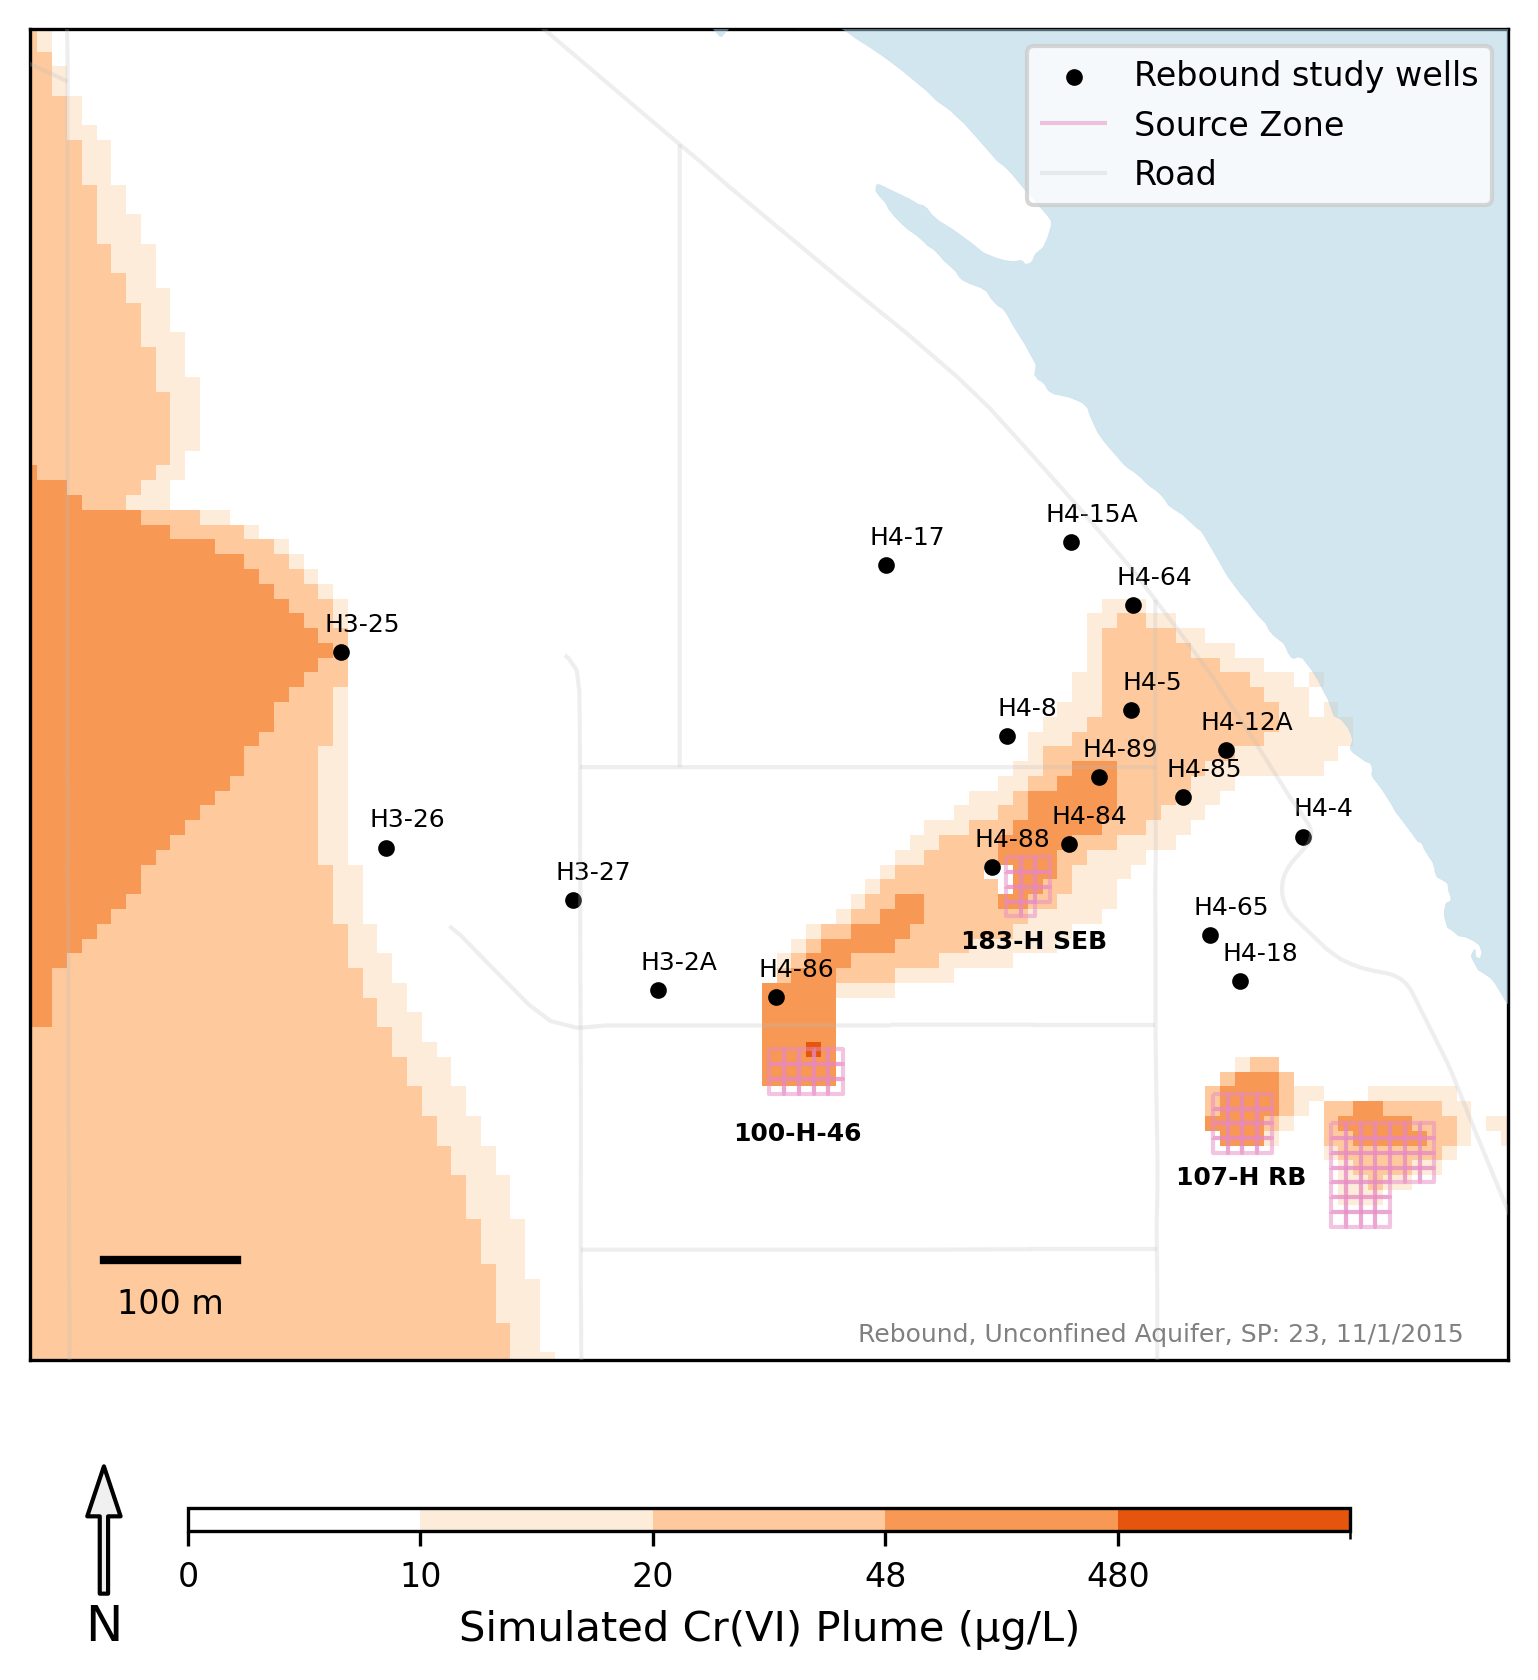 Rebound study wells
Source Zone
Road
H4-15A
H4-17
H4-64
H3-25
H4-5
H4-8
H4-12A
H4-89
H4-85
H4-4
H4-84
H3-26
H4-88
H3-27
H4-65
183-H SEB
H4-18
H3-2A
H4-86
100-H-46
107-H RB
100 m
Rebound, Unconfined Aquifer, SP: 23, 11/1/2015
0 10 20 48 480
N
Simulated Cr(VI) Plume (µg/L)